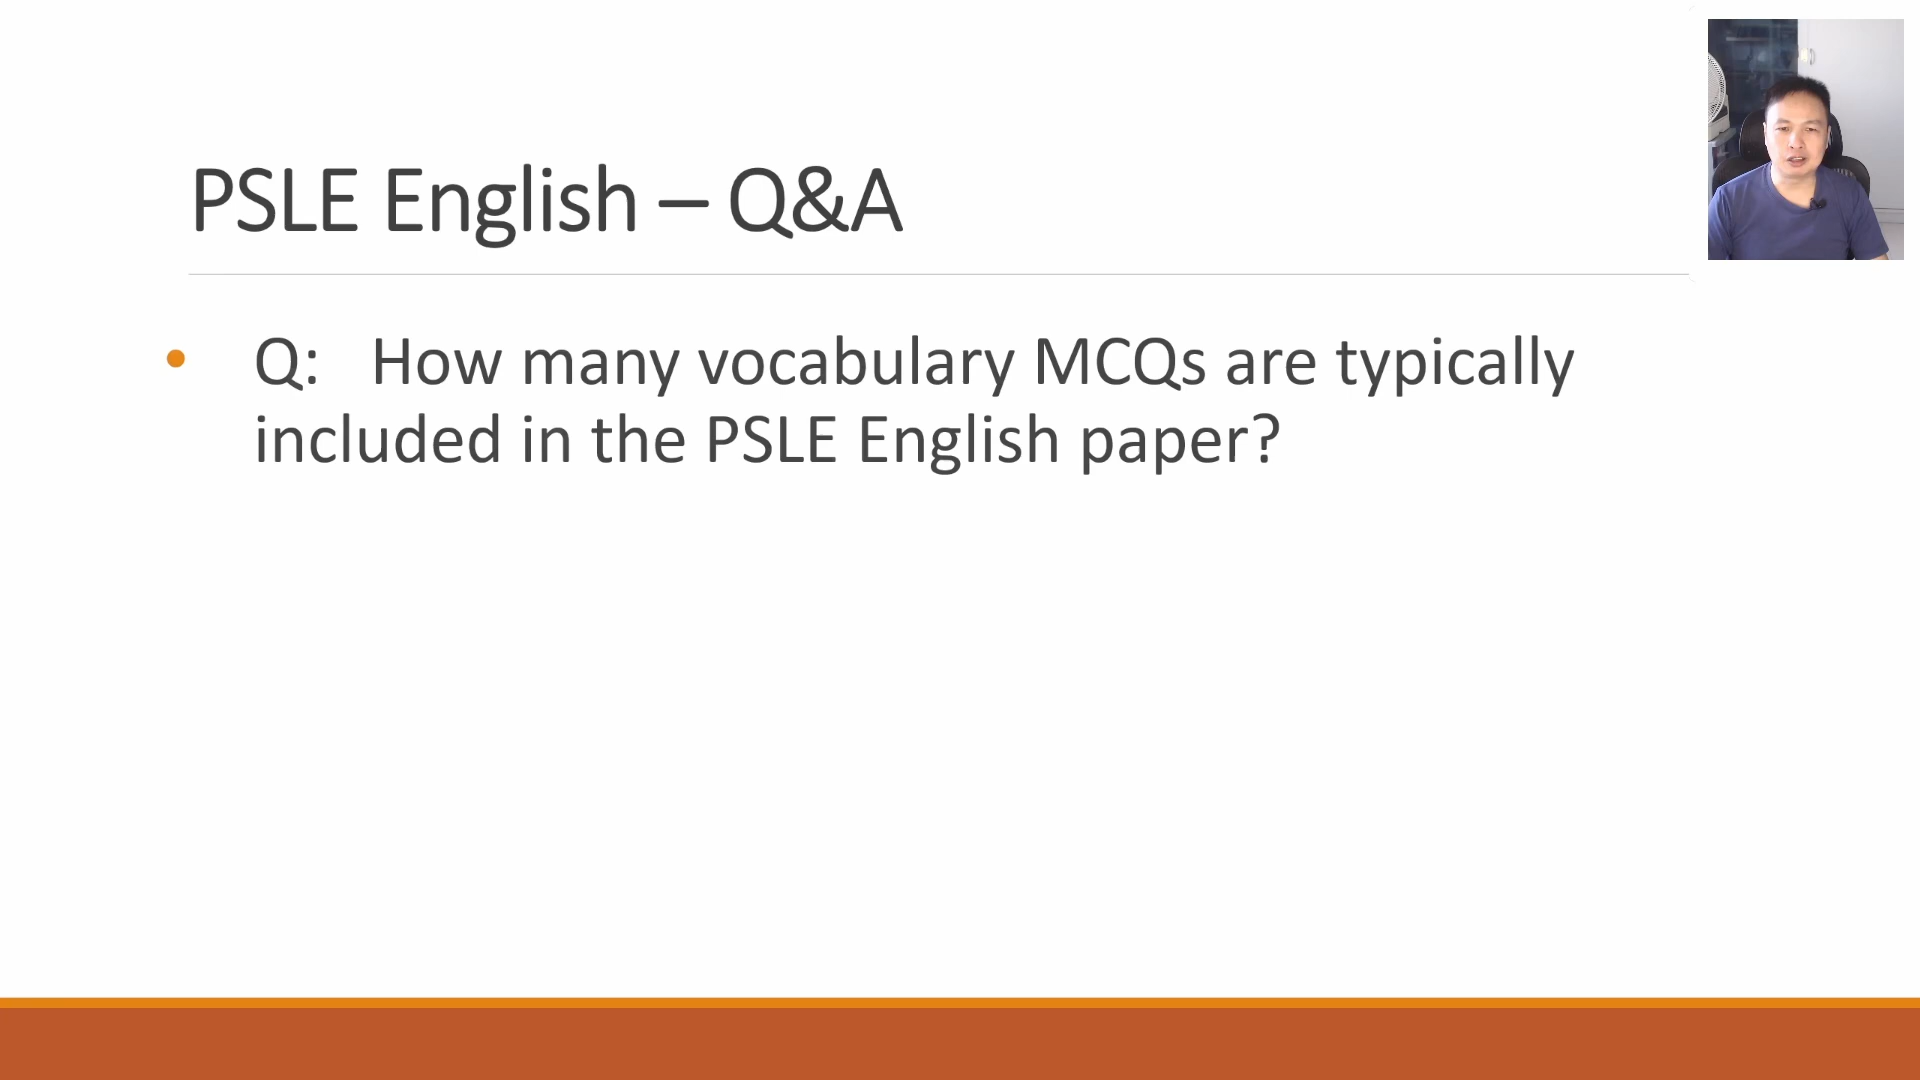 PSLE English – Q&A
• Q: How many vocabulary MCQs are typically
included in the PSLE English paper?